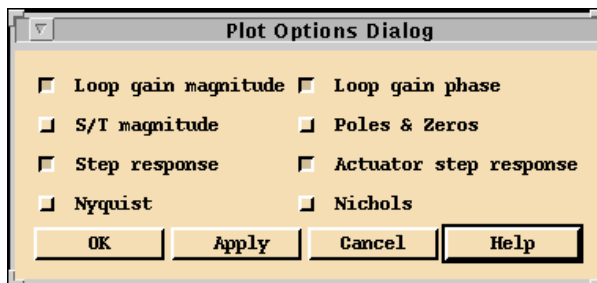 Plot Options Dialog
Loop gain magnitude Loop gain phase
S/T magnitude Poles & Zeros
Step response Actuator step response
Nyquist Nichols
OK Apply Cancel Help